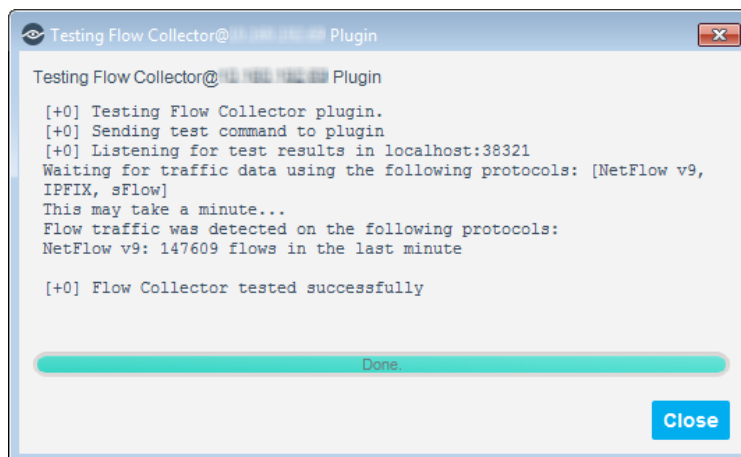 Testing Flow Collector@ Plugin
Testing Flow Collector@ Plugin
[+0] Testing Flow Collector plugin.
[+0] Sending test command to plugin
[+0] Listening for test results in localhost:38321
Waiting for traffic data using the following protocols: [NetFlow v9,
IPFIX, sFlow]
This may take a minute...
Flow traffic was detected on the following protocols:
NetFlow v9: 147609 flows in the last minute
[+0] Flow Collector tested successfully
Done.
Close